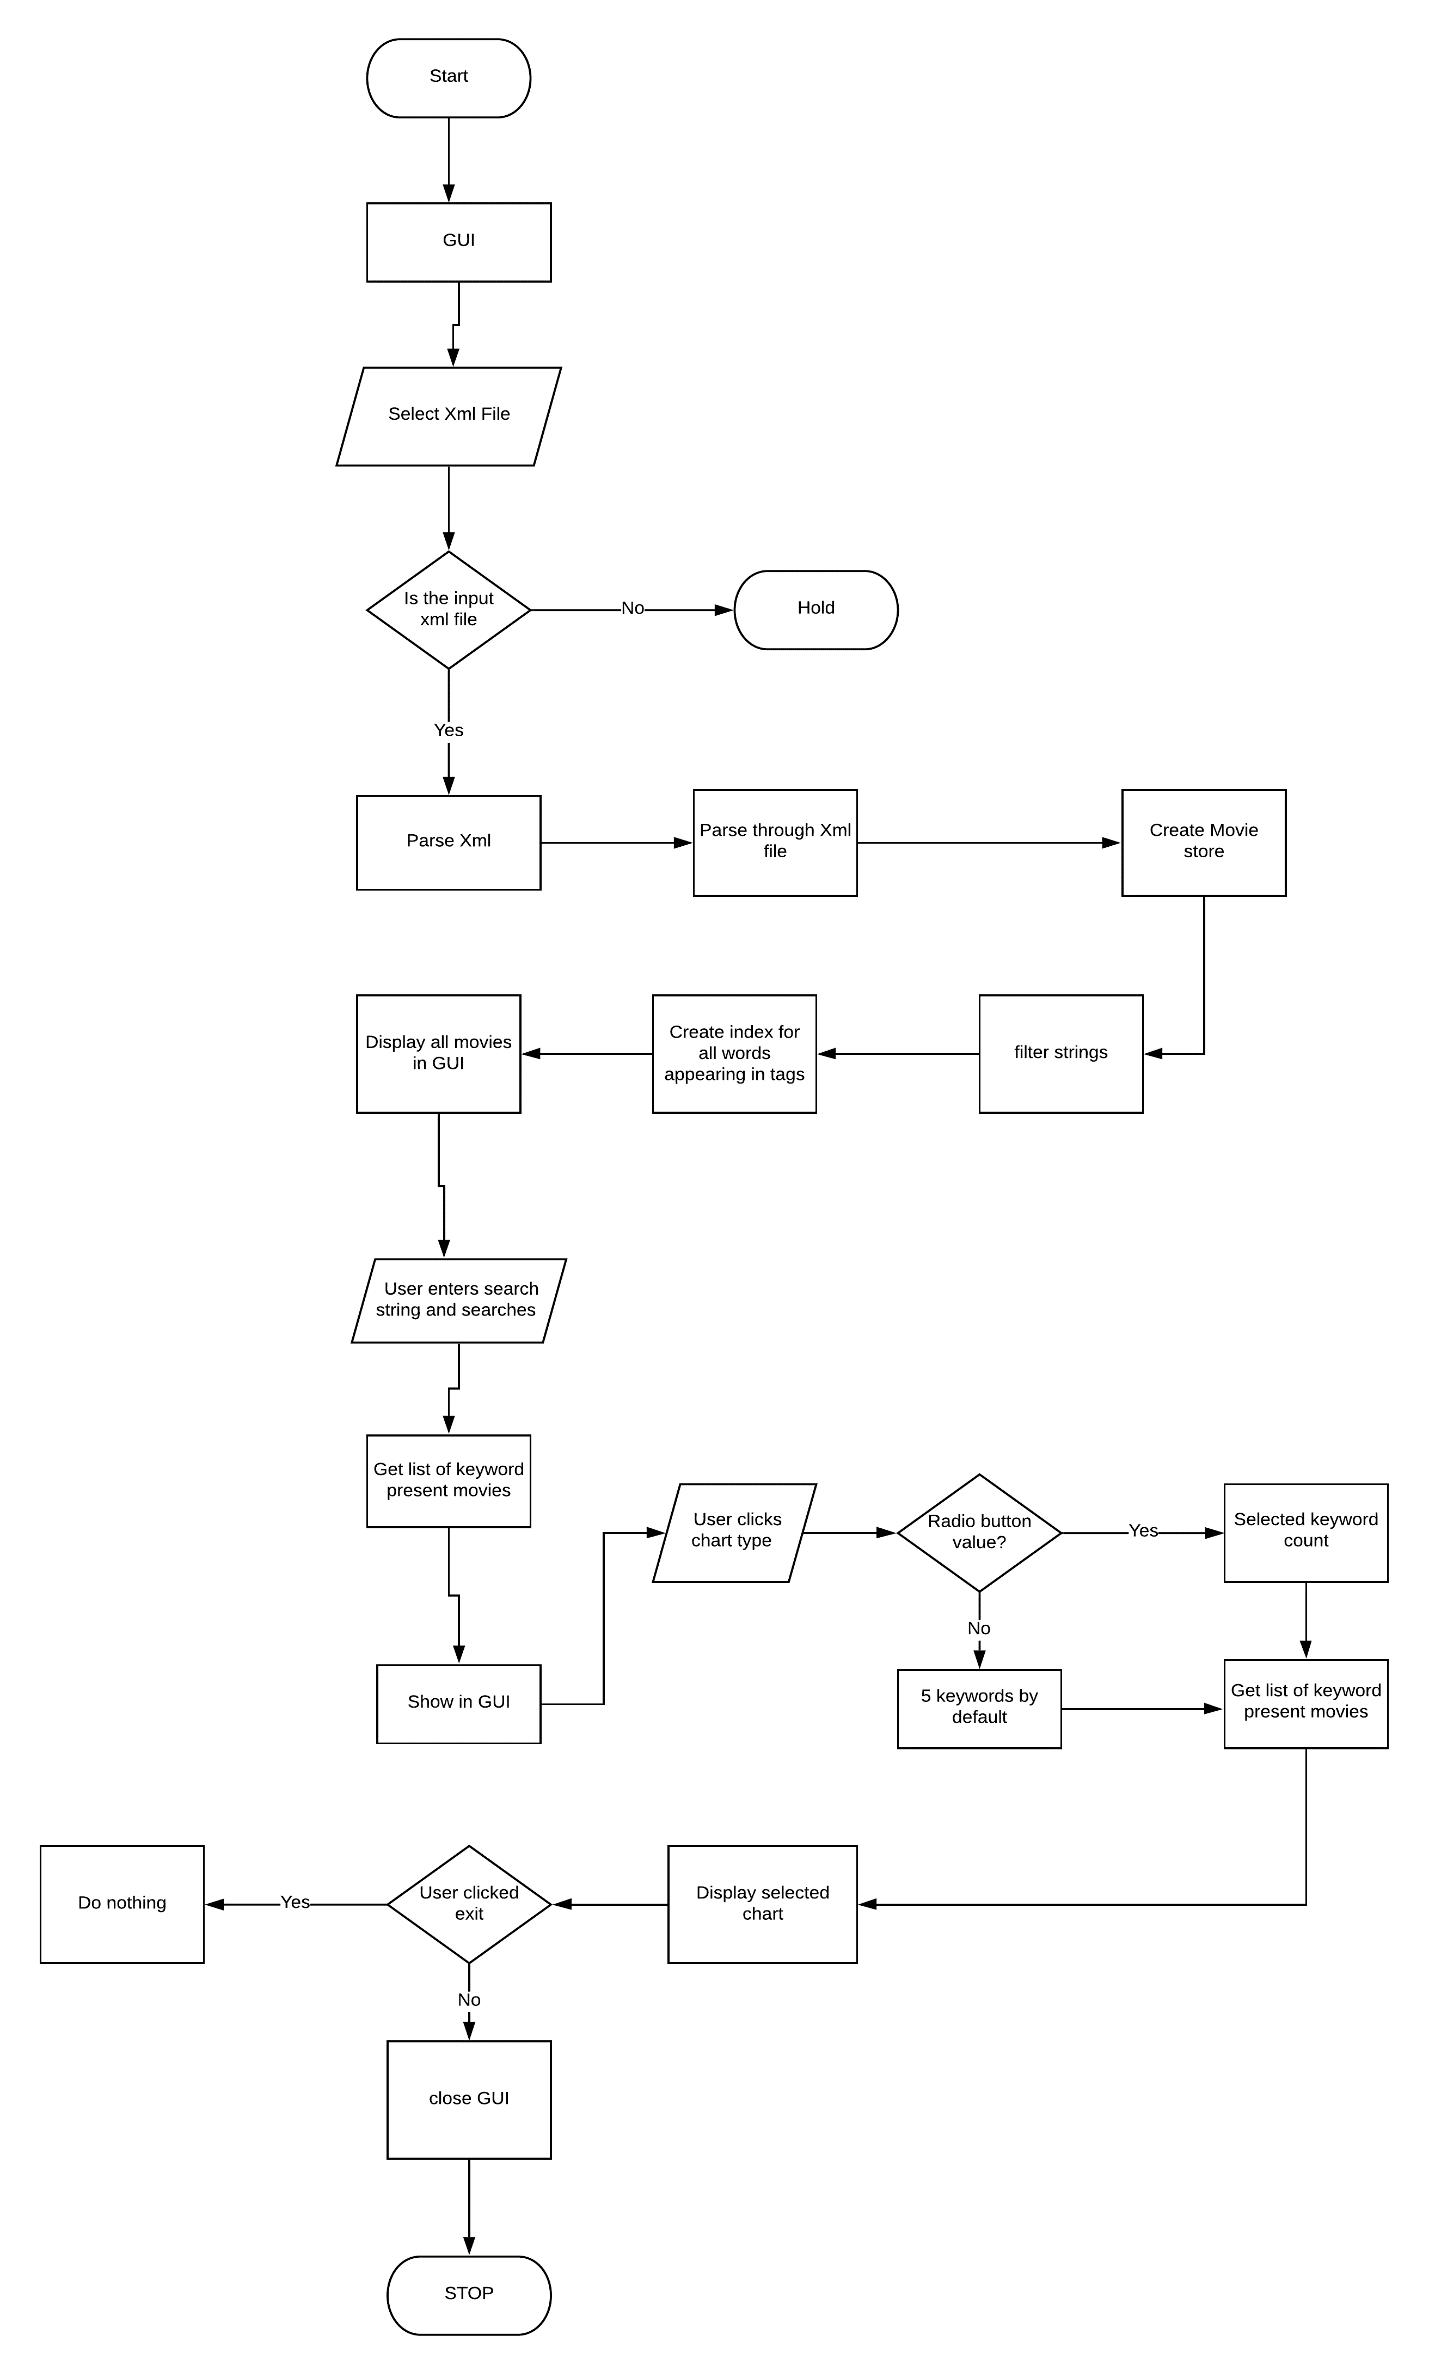 Start
GUI
Select Xml File
Is the input
xml file
No
Hold
Yes
Parse Xml
Parse through Xml
file
Create Movie
store
filter strings
Create index for
all words
appearing in tags
Display all movies
in GUI
User enters search
string and searches
Get list of keyword
present movies
Show in GUI
User clicks
chart type
Radio button
value?
Yes
Selected keyword
count
No
5 keywords by
default
Get list of keyword
present movies
Display selected
chart
User clicked
exit
Yes
Do nothing
No
close GUI
STOP